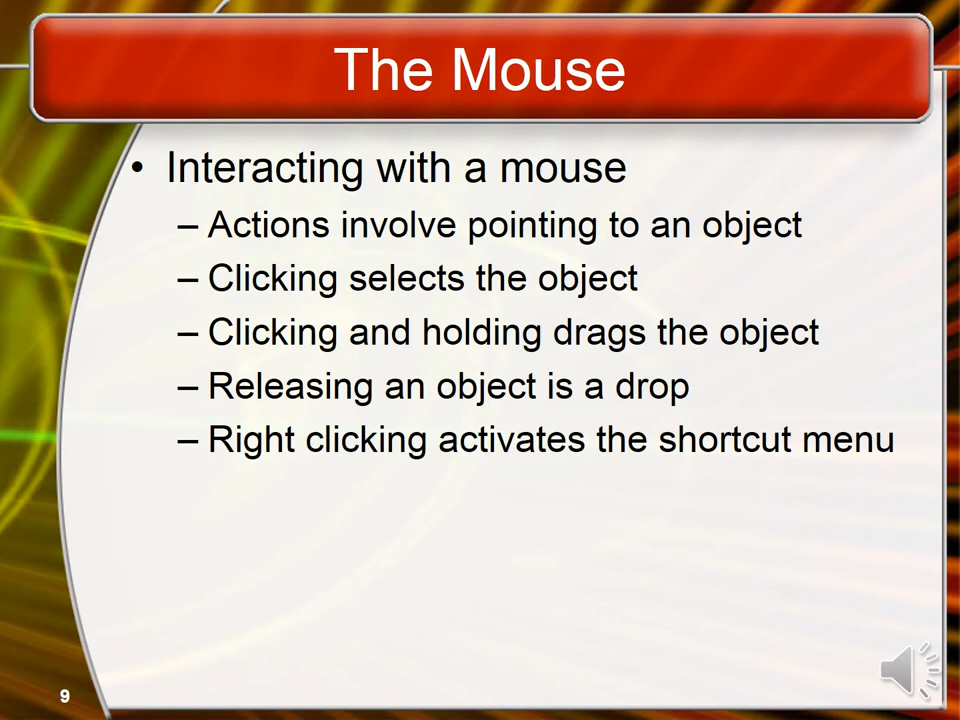 The Mouse
• Interacting with a mouse
– Actions involve pointing to an object
– Clicking selects the object
– Clicking and holding drags the object
– Releasing an object is a drop
– Right clicking activates the shortcut menu
9